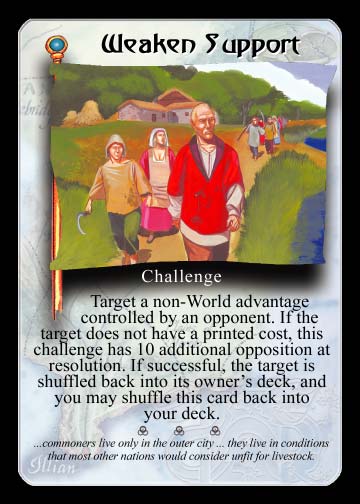 Weaken Support
Challenge
Target a non-World advantage
controlled by an opponent. If the
target does not have a printed cost, this
challenge has 10 additional opposition at
resolution. If successful, the target is
shuffled back into its owner's deck, and
you may shuffle this card back into
your deck.
...commoners live only in the outer city ... they live in conditions
that most other nations would consider unfit for livestock.
Illian